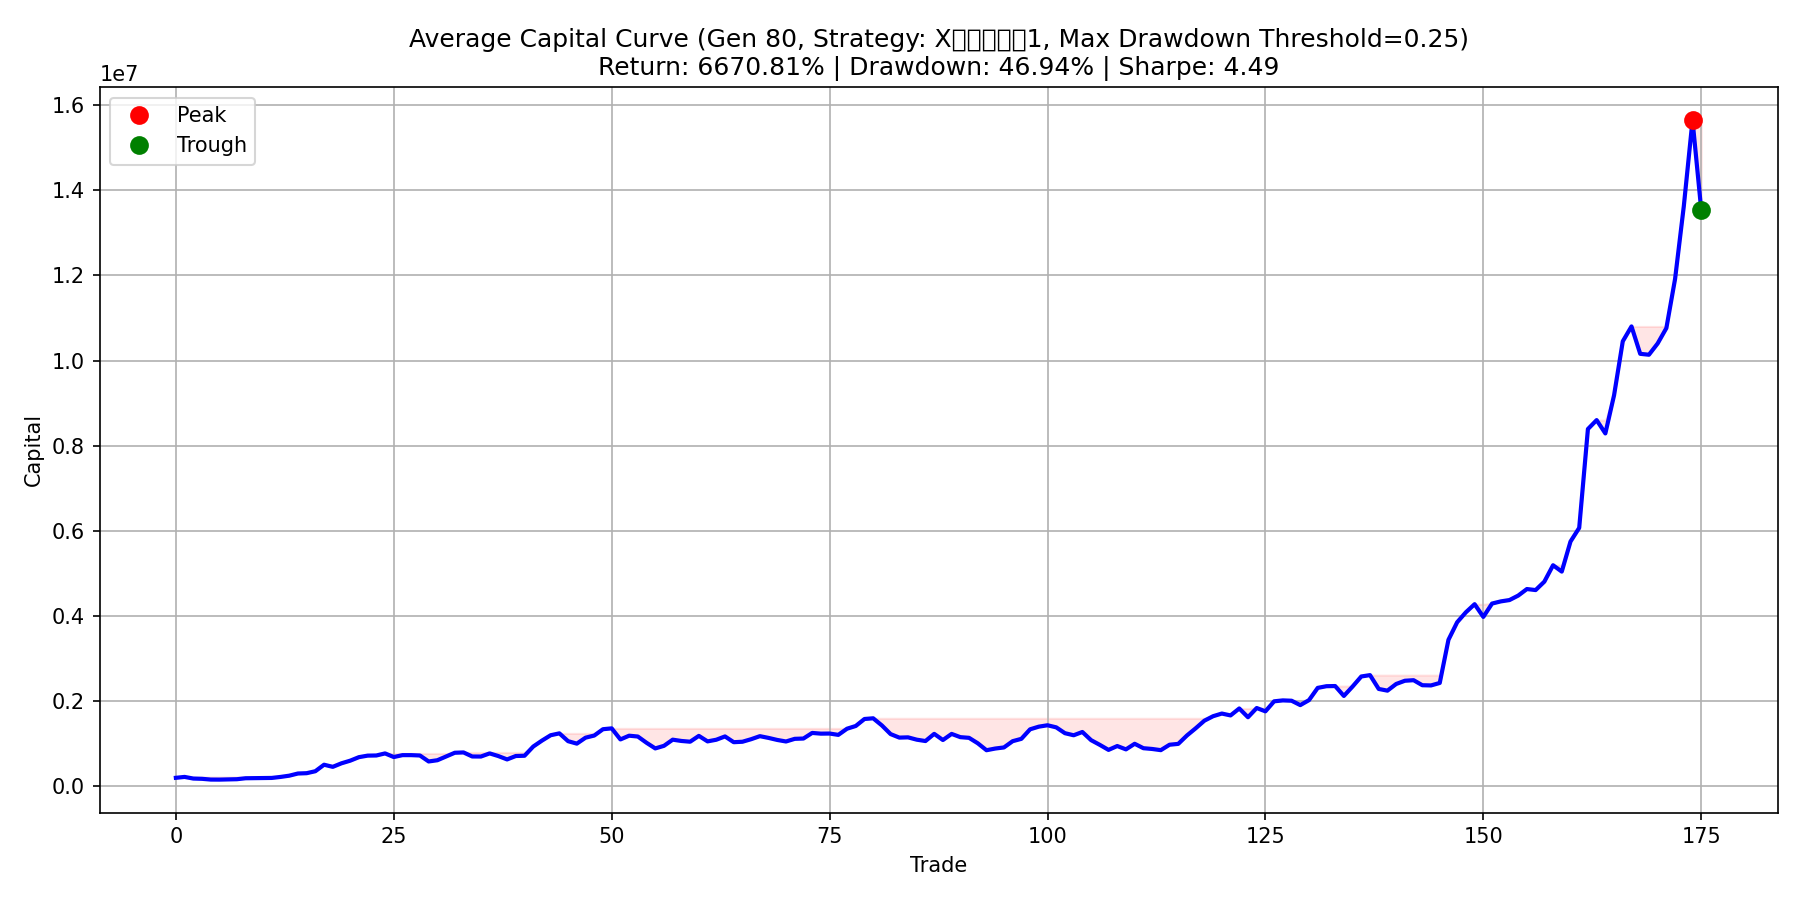 Average Capital Curve (Gen 80, Strategy: X□□□□□1, Max Drawdown Threshold=0.25)
Return: 6670.81% | Drawdown: 46.94% | Sharpe: 4.49
1e7
Peak
Trough
1.6
1.4
1.2
1.0
0.8
0.6
0.4
0.2
0.0
Capital
0 25 50 75 100 125 150 175
Trade